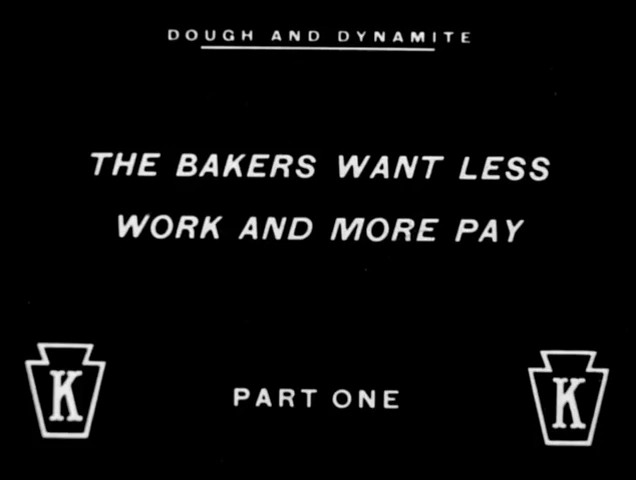 DOUGH AND DYNAMITE
THE BAKERS WANT LESS
WORK AND MORE PAY
K
PART ONE
K